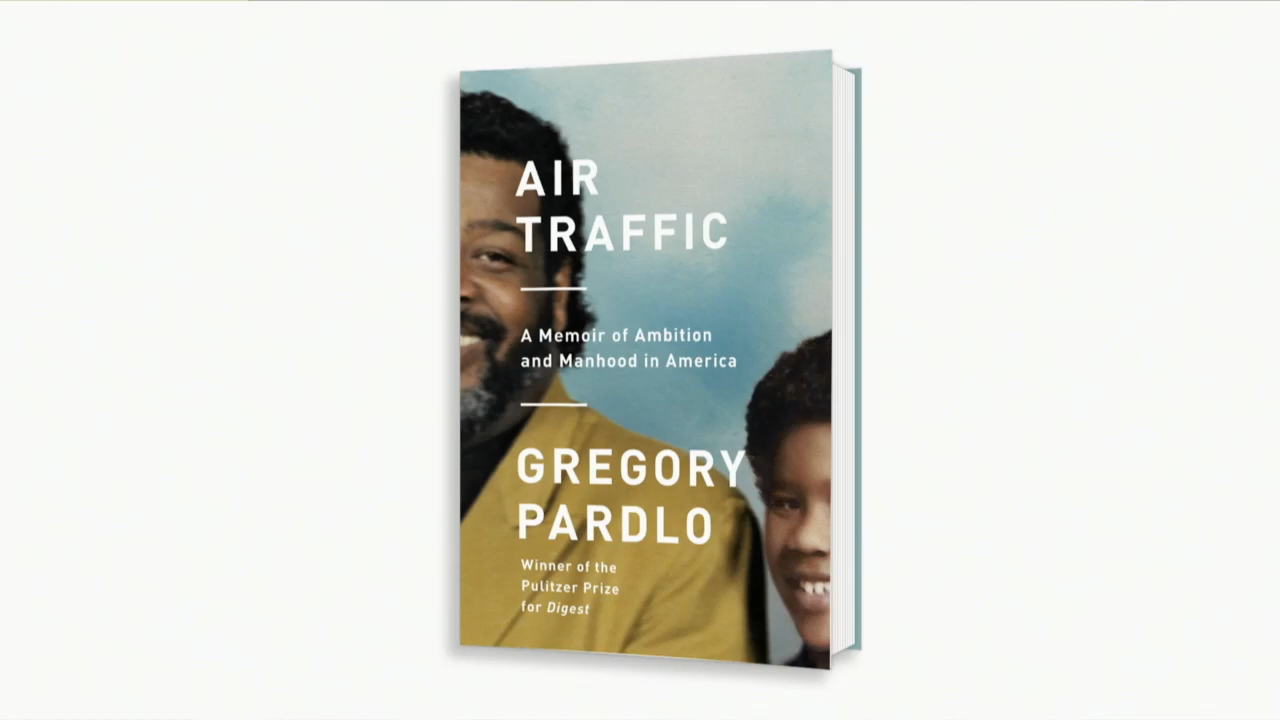 AIR
TRAFFIC
A Memoir of Ambition
and Manhood in America
GREGORY
PARDLO
Winner of the
Pulitzer Prize
for Digest